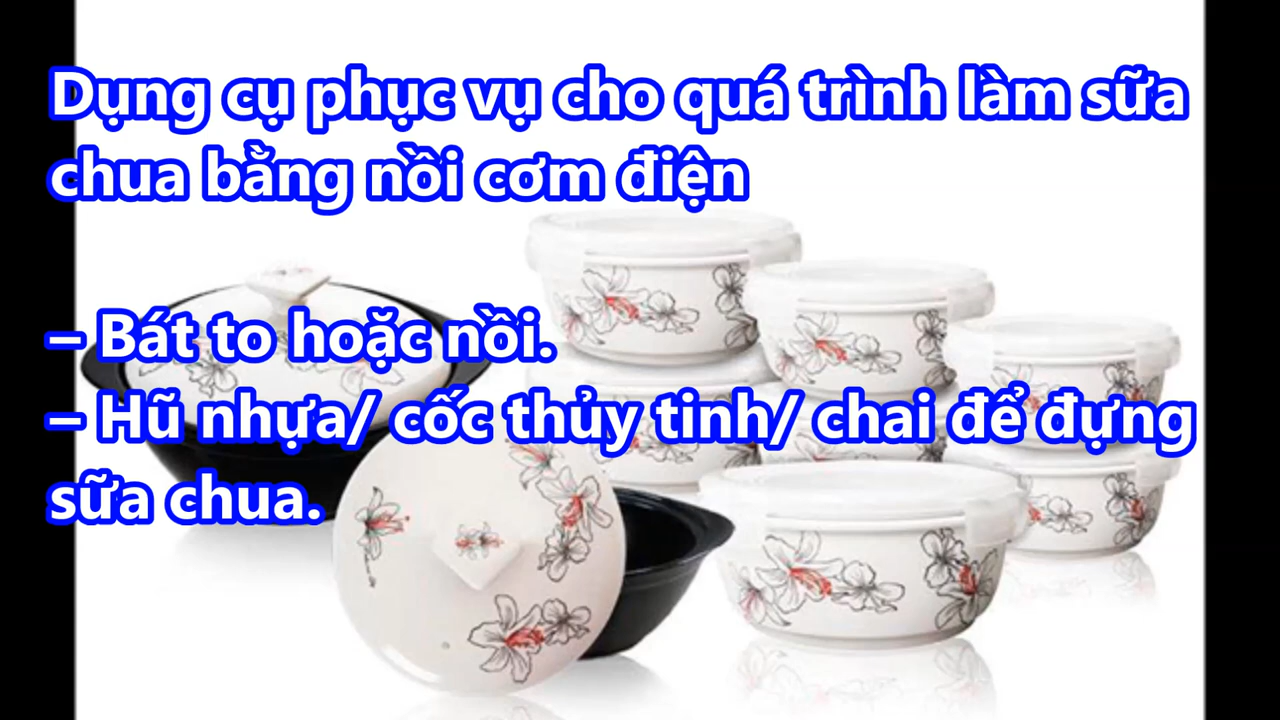 Dụng cụ phục vụ cho quá trình làm sữa
chua bằng nồi cơm điện
– Bát to hoặc nồi.
– Hũ nhựa/ cốc thủy tinh/ chai để đựng
sữa chua.